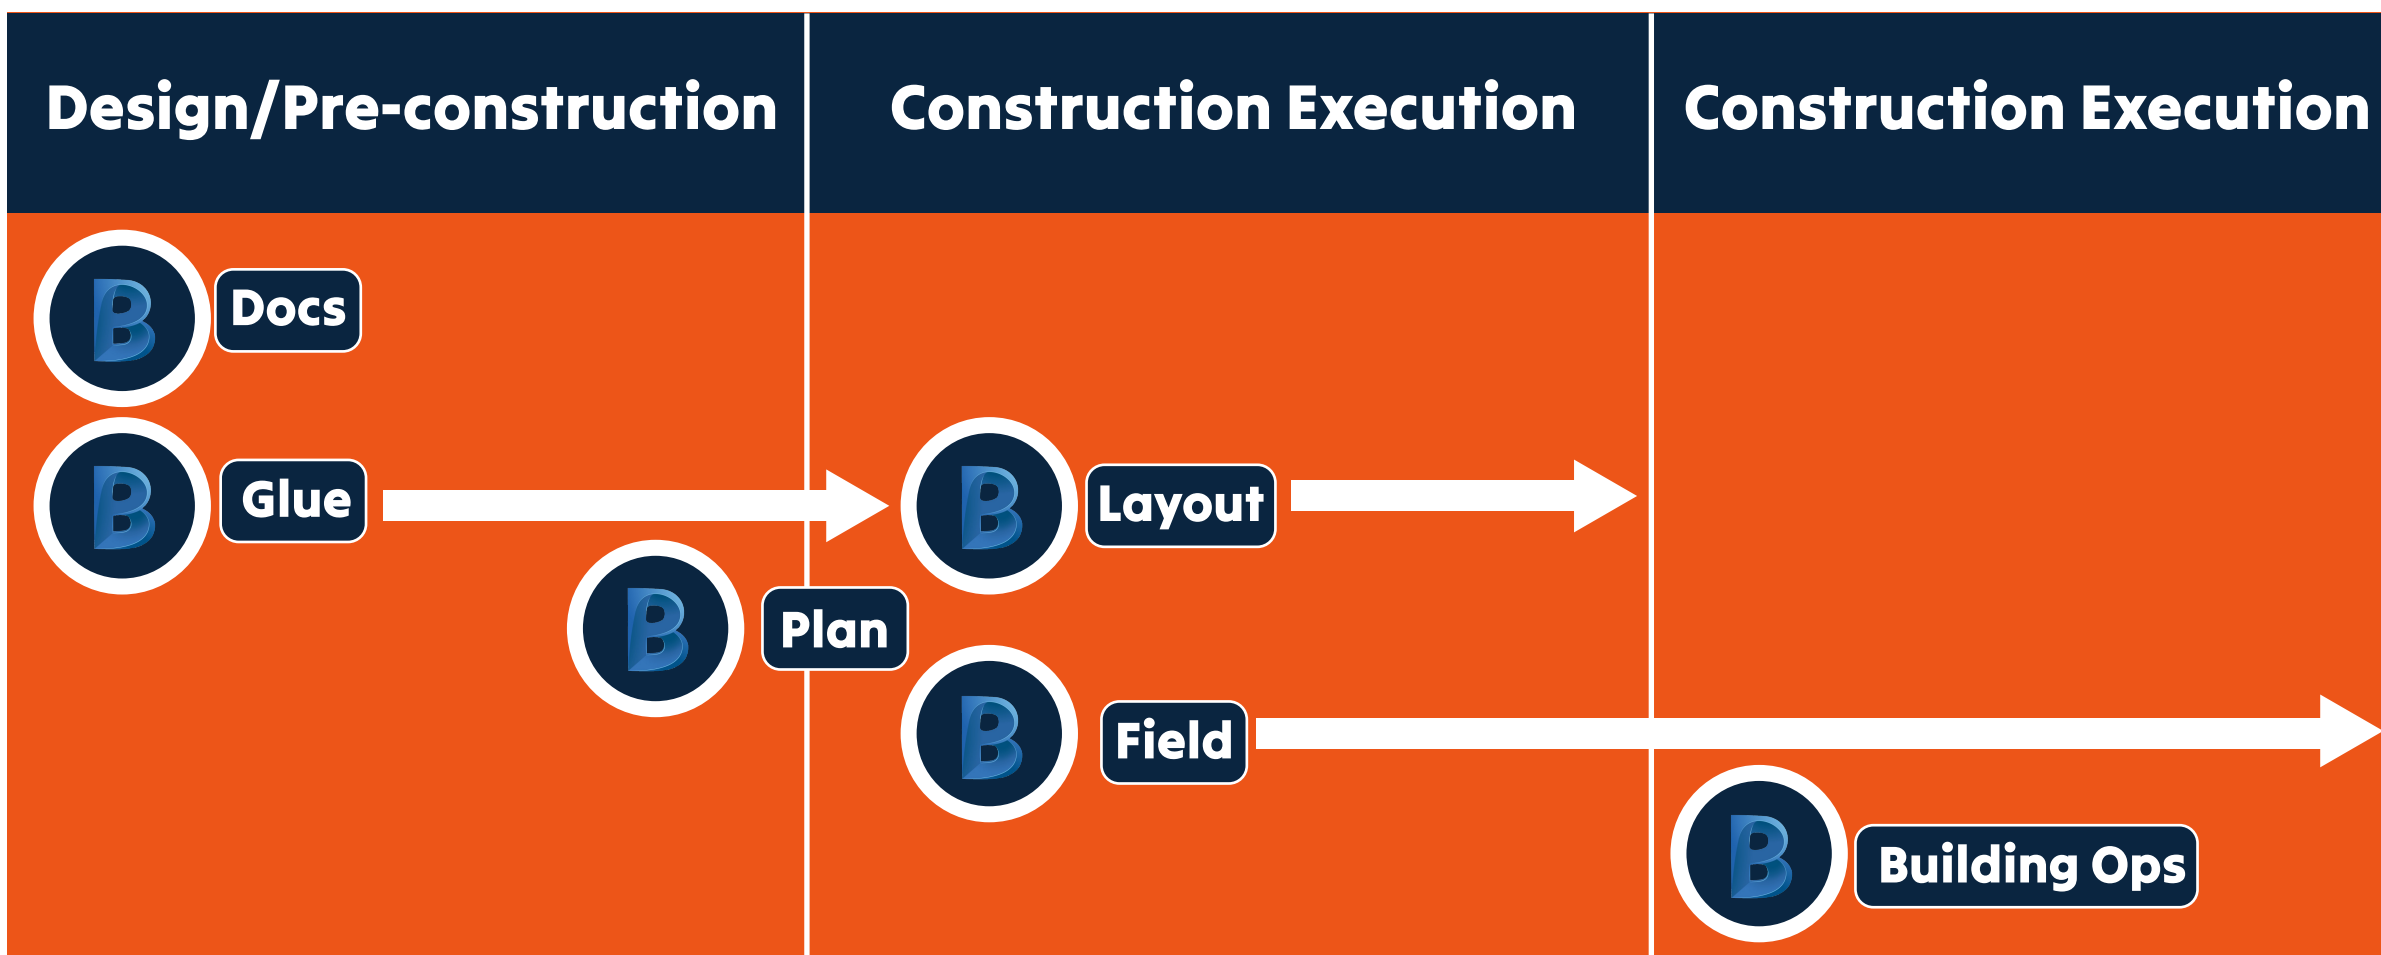 Design/Pre-construction
Construction Execution
Construction Execution
B Docs
B Glue
B Layout
B Plan
B Field
B Building Ops